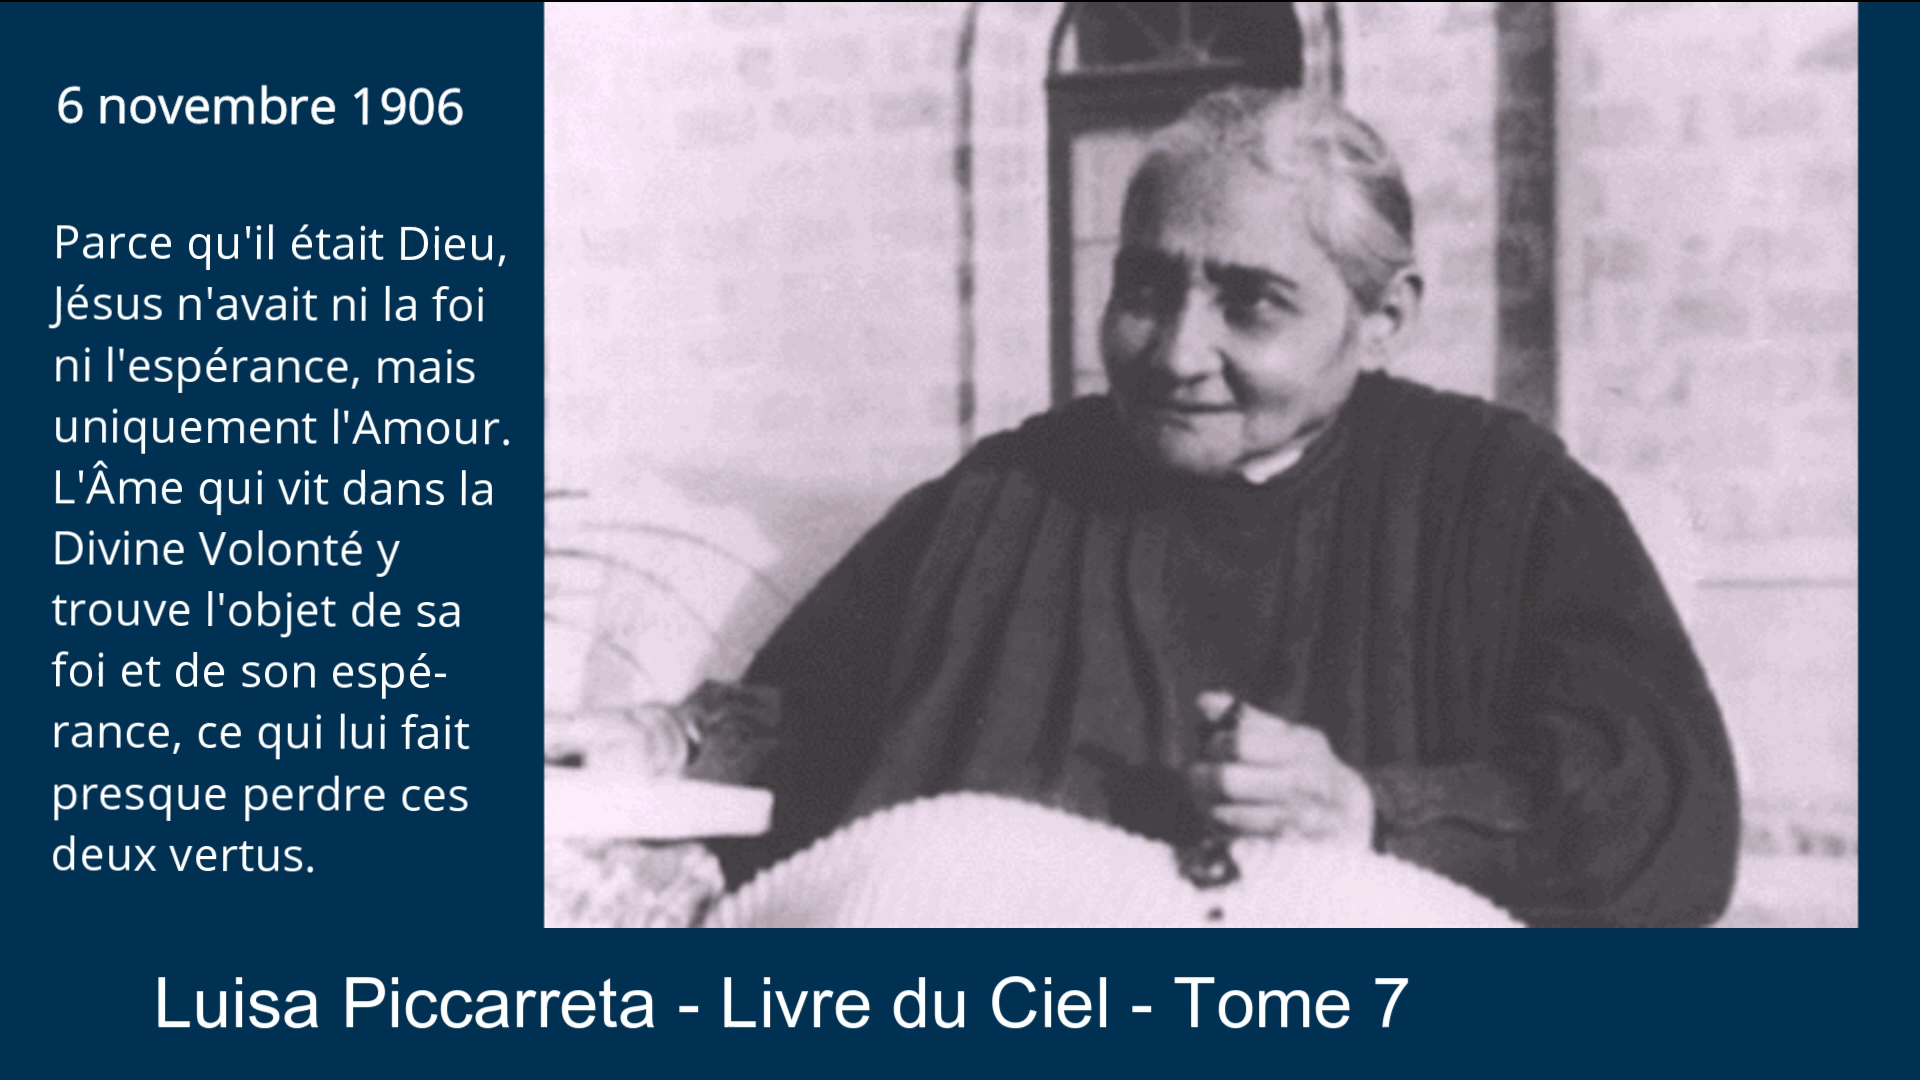 6 novembre 1906
Parce qu'il était Dieu,
Jésus n'avait ni la foi
ni l'espérance, mais
uniquement l'Amour.
L'Âme qui vit dans la
Divine Volonté y
trouve l'objet de sa
foi et de son espé-
rance, ce qui lui fait
presque perdre ces
deux vertus.
Luisa Piccarreta - Livre du Ciel - Tome 7